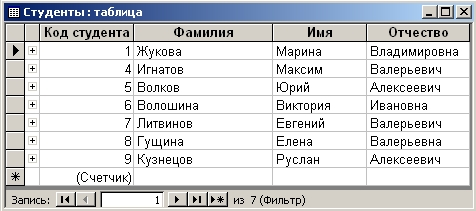 Студенты : таблица
Код студента Фамилия Имя Отчество
1 Жукова Марина Владимировна
4 Игнатов Максим Валерьевич
5 Волков Юрий Алексеевич
6 Волошина Виктория Ивановна
7 Литвинов Евгений Валерьевич
8 Гущина Елена Валерьевна
9 Кузнецов Руслан Алексеевич
(Счетчик)
Запись: 1 из 7 (Фильтр)